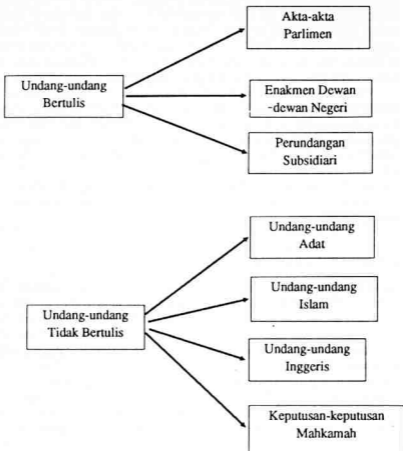 Akta-akta
Parlimen
Undang-undang
Bertulis
Enakmen Dewan
-dewan Negeri
Perundangan
Subsidiari
Undang-undang
Adat
Undang-undang
Islam
Undang-undang
Tidak Bertulis
Undang-undang
Inggeris
Keputusan-keputusan
Mahkamah